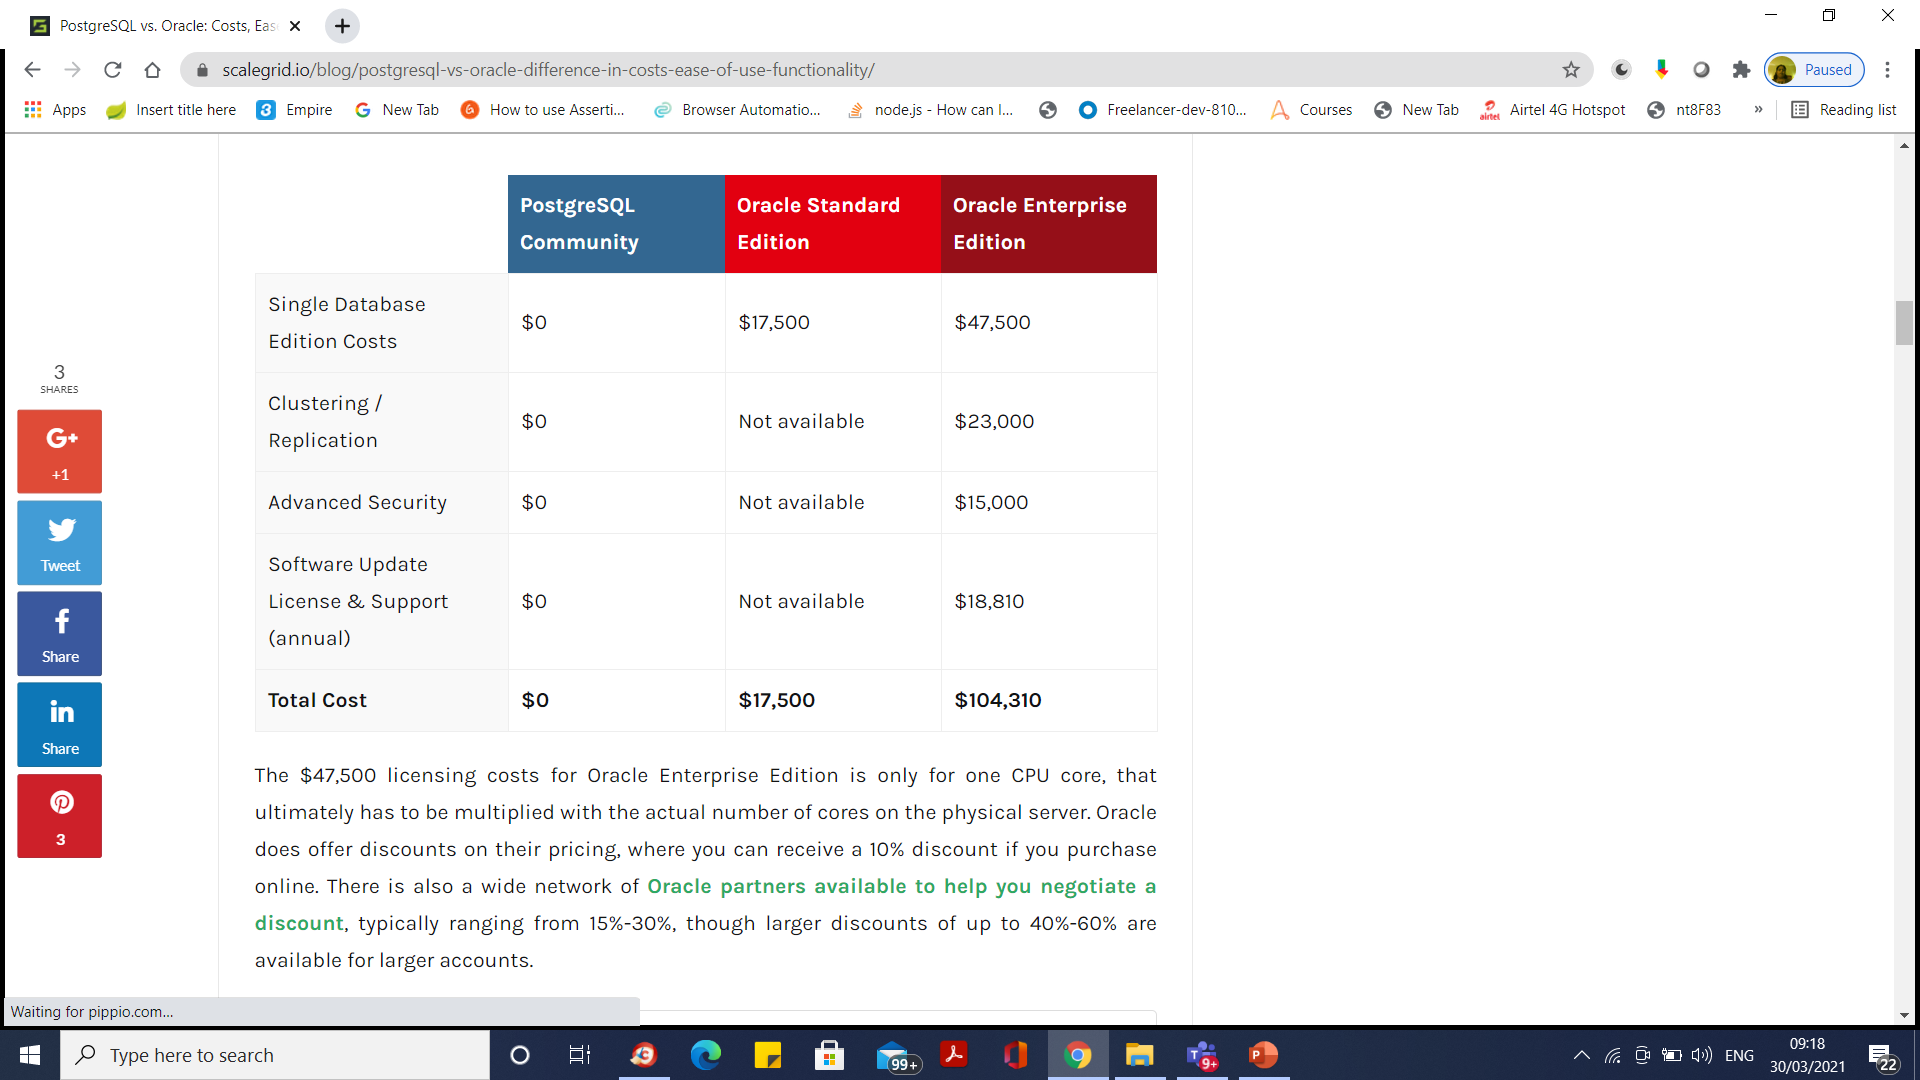 PostgreSQL vs. Oracle: Costs, Eas
scalegrid.io/blog/postgresql-vs-oracle-difference-in-costs-ease-of-use-functionality/
Paused
Apps
Insert title here
Empire
New Tab
How to use Asserti...
Browser Automatio...
node.js - How can I...
Freelancer-dev-810...
Courses
New Tab
airtel
Airtel 4G Hotspot
nt8F83
»
Reading list
PostgreSQL
Community
Oracle Standard
Edition
Oracle Enterprise
Edition
Single Database
Edition Costs
$0
$17,500
$47,500
Clustering /
Replication
$0
Not available
$23,000
Advanced Security
$0
Not available
$15,000
Software Update
License & Support
(annual)
$0
Not available
$18,810
Total Cost
$0
$17,500
$104,310
3
SHARES
G+
+1
Tweet
f
Share
in
Share
3
The $47,500 licensing costs for Oracle Enterprise Edition is only for one CPU core, that
ultimately has to be multiplied with the actual number of cores on the physical server. Oracle
does offer discounts on their pricing, where you can receive a 10% discount if you purchase
online. There is also a wide network of Oracle partners available to help you negotiate a
discount, typically ranging from 15%-30%, though larger discounts of up to 40%-60% are
available for larger accounts.
Waiting for pippio.com...
Type here to search
99+
9+
ENG
09:18
30/03/2021
22